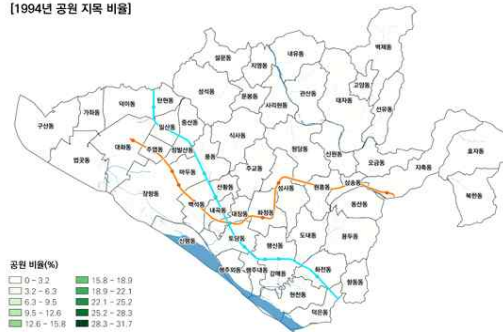 [1994년 공원 지목 비율]
설문동
지영동
내유동
벽제동
성석동
문봉동
사리현동
관산동
고양동
대자동
선유동
덕이동
탄현동
구산동
가좌동
일산동
중산동
식사동
원당동
신원동
오금동
지축동
효자동
법곳동
대화동
주엽동
정발산동
풍동
주교동
북한동
마두동
산황동
성사동
원흥동
삼송동
장항동
백석동
내곡동
대장동
화정동
동산동
신평동
토당동
도내동
용두동
행신동
행주외동
행주내동
강매동
화전동
향동동
현천동
덕은동
공원 비율(%)
0 – 3.2
15.8 – 18.9
3.2 – 6.3
18.9 – 22.1
6.3 – 9.5
22.1 – 25.2
9.5 – 12.6
25.2 – 28.3
12.6 – 15.8
28.3 – 31.7